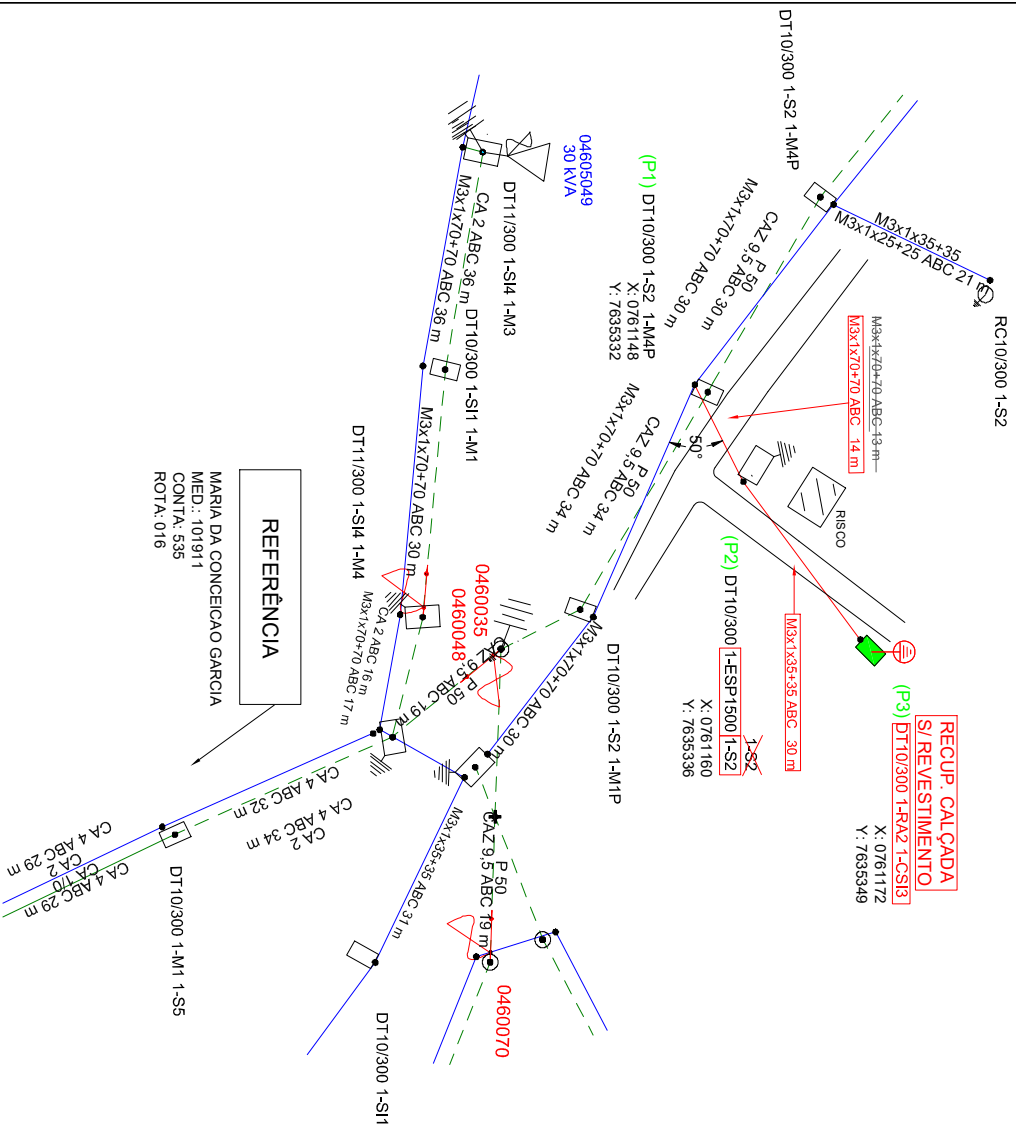 RC10/300 1-S2
M3x1x35+35
M3x1x25+25 ABC 21 m
DT10/300 1-S2 1-M4P
M3x1x70+70 ABC 13 m
M3x1x70+70 ABC 14 m
P 50
CAZ 9,5 ABC 30 m
M3x1x70+70 ABC 30 m
(P1) DT10/300 1-S2 1-M4P
X: 0761148
Y: 7635332
50°
RISCO
P 50
CAZ 9,5 ABC 34 m
M3x1x70+70 ABC 34 m
(P2) DT10/300 1-ESP1500 1-S2
1-S2
X: 0761160
Y: 7635336
M3x1x35+35 ABC 30 m
RECUP. CALÇADA
S/ REVESTIMENTO
(P3) DT10/300 1-RA2 1-CSI3
X: 0761172
Y: 7635349
DT10/300 1-S2 1-M1P
04605049
30 kVA
DT11/300 1-SI4 1-M3
CA 2 ABC 36 m
M3x1x70+70 ABC 36 m
DT10/300 1-SI1 1-M1
M3x1x70+70 ABC 30 m
DT11/300 1-SI4 1-M4
CA 2 ABC 16 m
M3x1x70+70 ABC 17 m
0460035
0460048
P 50
CAZ 9,5 ABC 19 m
M3x1x70+70 ABC 30 m
P 50
CAZ 9,5 ABC 19 m
0460070
M3x1x35+35 ABC 31 m
DT10/300 1-SI1
CA 4 ABC 32 m
CA 2
CA 4 ABC 34 m
DT10/300 1-M1 1-S5
CA 1/0
CA 4 ABC 29 m
CA 2
CA 4 ABC 29 m
REFERÊNCIA
MARIA DA CONCEICAO GARCIA
MED.: 101911
CONTA: 535
ROTA: 016